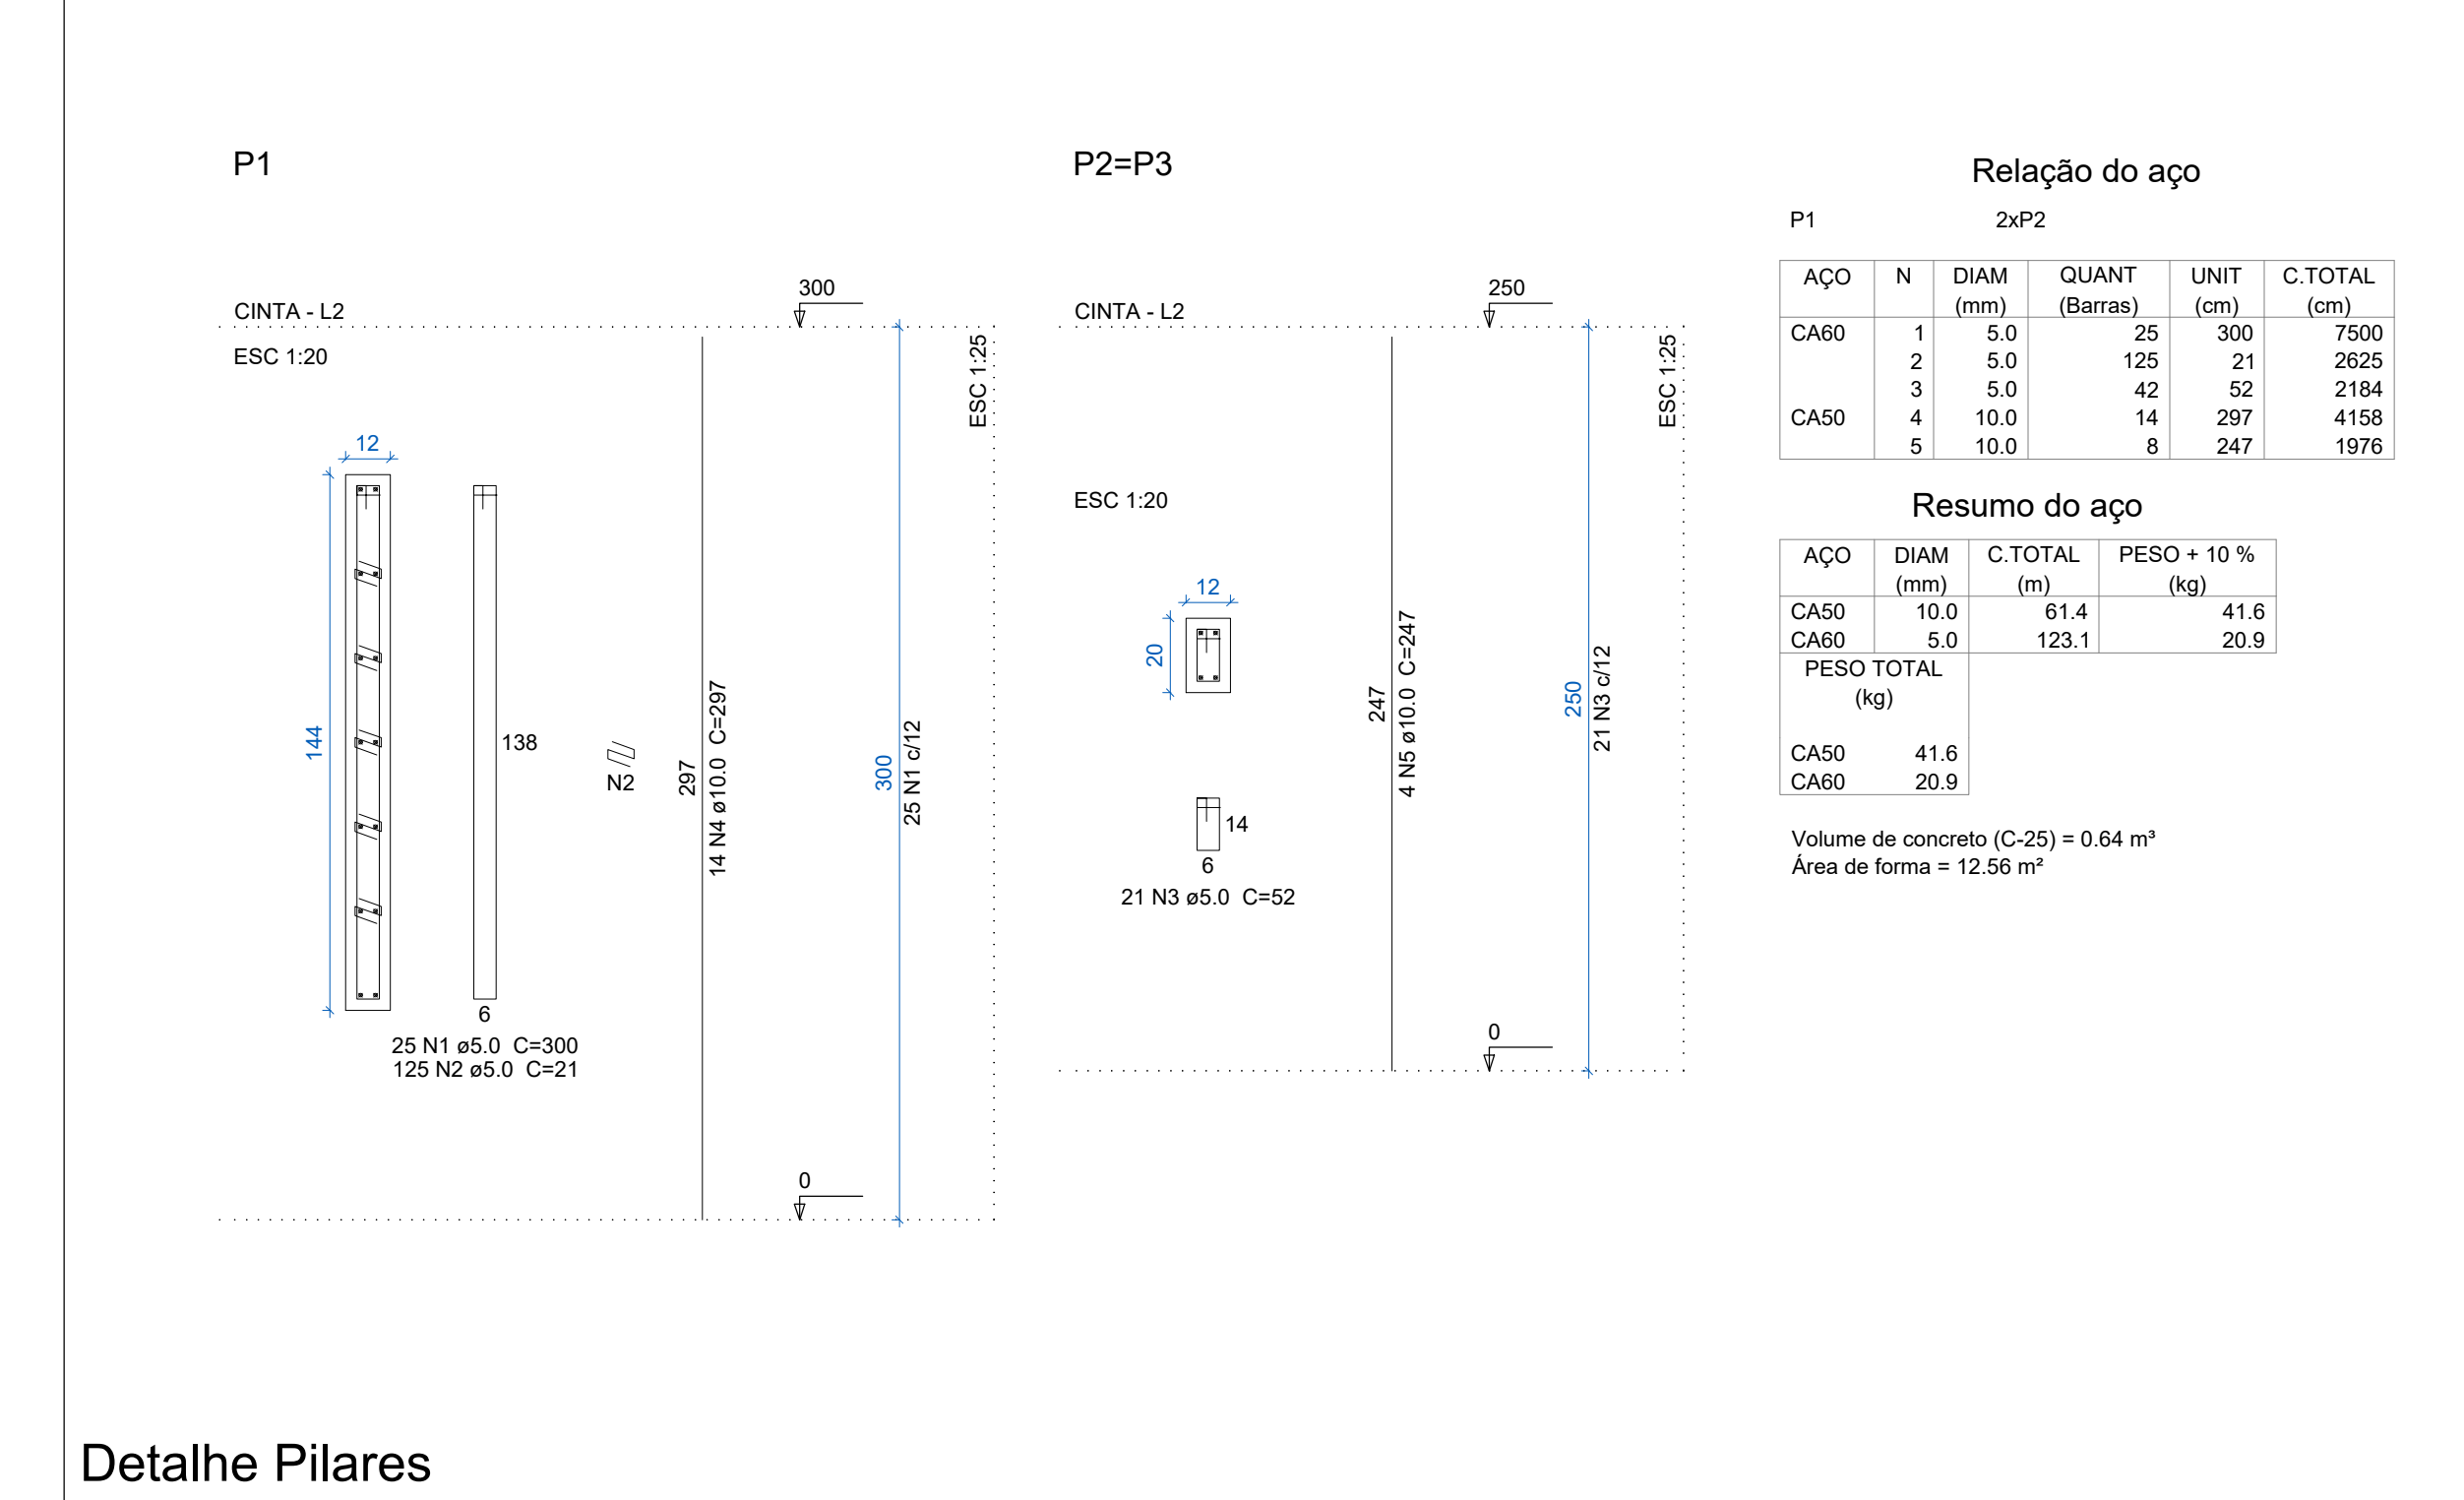 P1
CINTA - L2
ESC 1:20
300
ESC 1:25
12
144
138
6
25 N1 ø5.0 C=300
125 N2 ø5.0 C=21
N2
297
14 N4 ø10.0 C=297
300
25 N1 c/12
0
P2=P3
CINTA - L2
250
ESC 1:25
ESC 1:20
12
20
14
6
21 N3 ø5.0 C=52
247
4 N5 ø10.0 C=247
250
21 N3 c/12
0
Relação do aço
P1 2xP2
AÇO N DIAM QUANT UNIT C.TOTAL
(mm) (Barras) (cm) (cm)
CA60 1 5.0 25 300 7500
2 5.0 125 21 2625
3 5.0 42 52 2184
CA50 4 10.0 14 297 4158
5 10.0 8 247 1976
Resumo do aço
AÇO DIAM C.TOTAL PESO + 10 %
(mm) (m) (kg)
CA50 10.0 61.4 41.6
CA60 5.0 123.1 20.9
PESO TOTAL
(kg)
CA50 41.6
CA60 20.9
Volume de concreto (C-25) = 0.64 m³
Área de forma = 12.56 m²
Detalhe Pilares